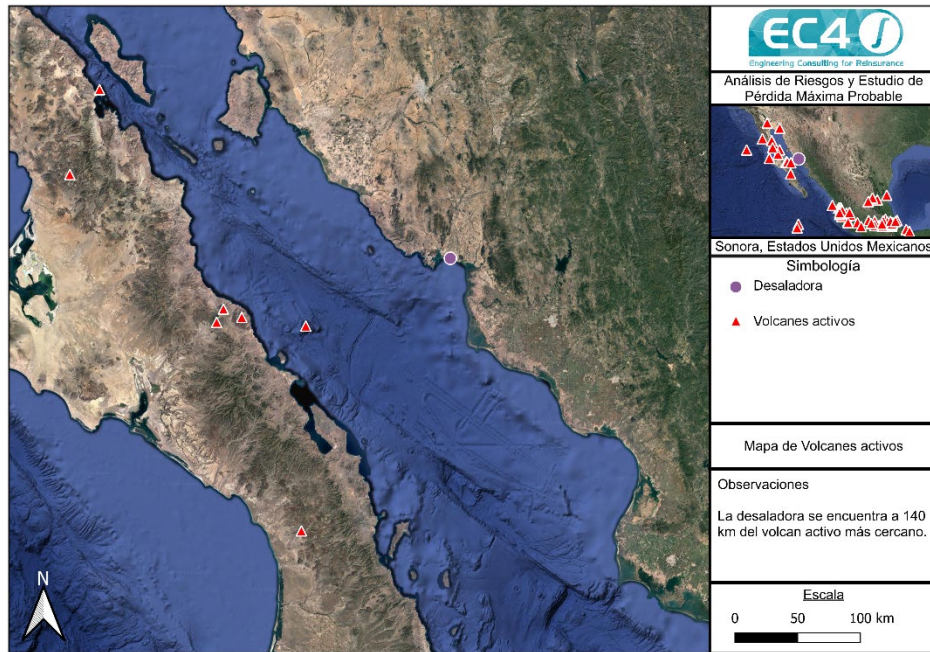 EC4
Engineering Consulting for Reinsurance
Análisis de Riesgos y Estudio de
Pérdida Máxima Probable
Sonora, Estados Unidos Mexicanos
Simbología
Desaladora
Volcanes activos
Mapa de Volcanes activos
Observaciones
La desaladora se encuentra a 140
km del volcan activo más cercano.
N
Escala
0 50 100 km